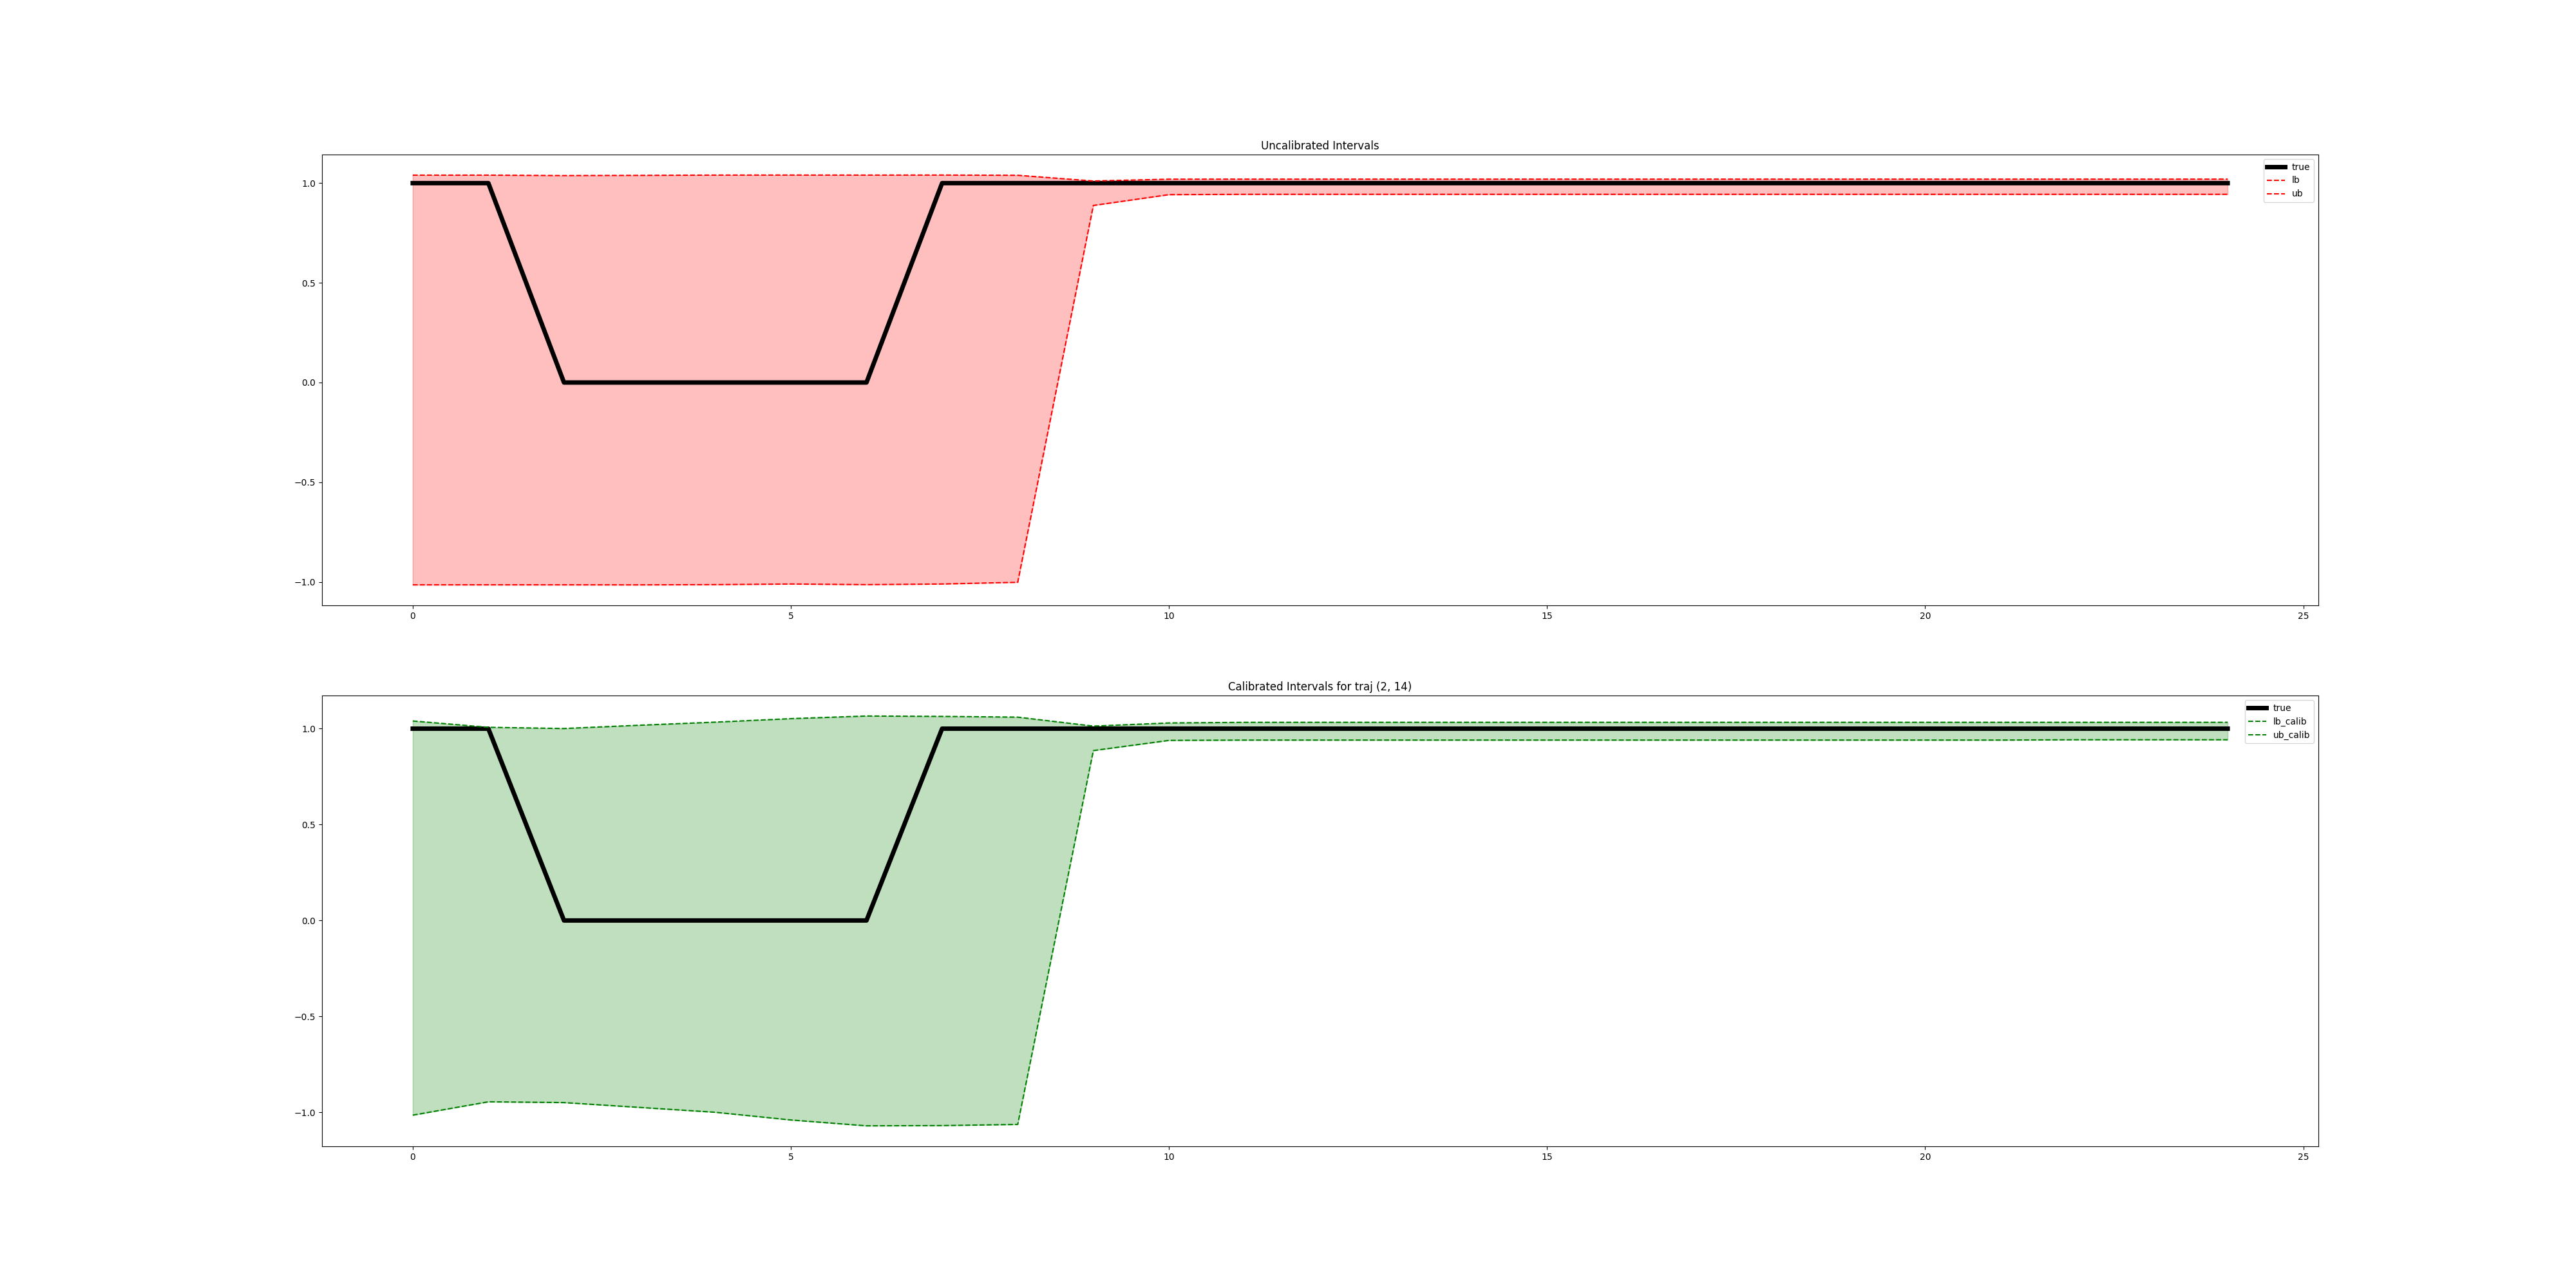 Uncalibrated Intervals
true
lb
ub
1.0
0.5
0.0
−0.5
−1.0
0 5 10 15 20 25
Calibrated Intervals for traj (2, 14)
true
lb_calib
ub_calib
1.0
0.5
0.0
−0.5
−1.0
0 5 10 15 20 25